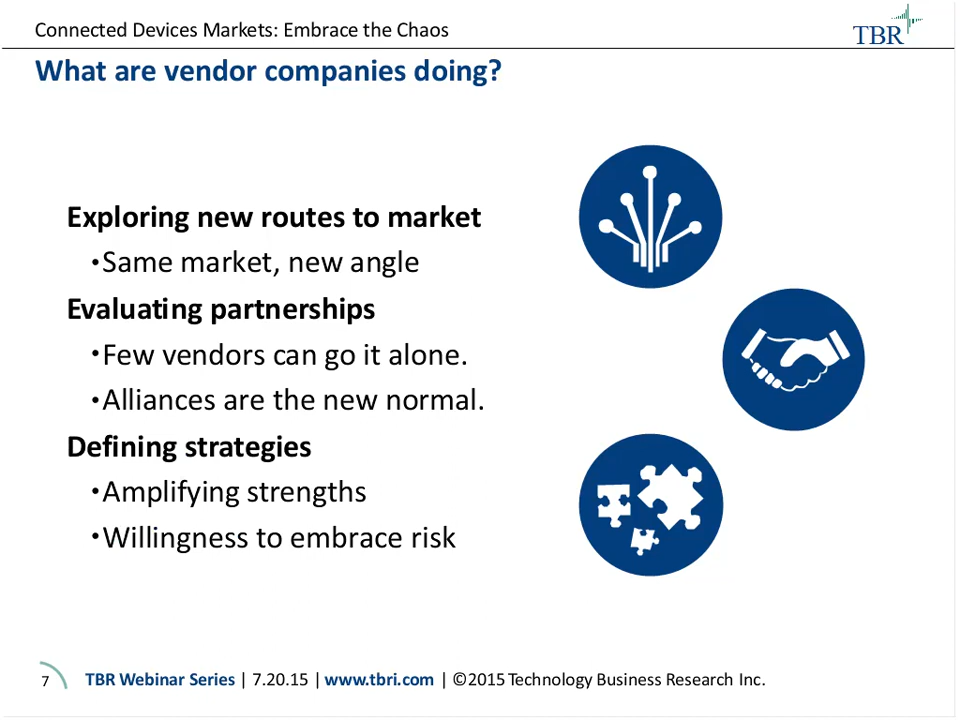 Connected Devices Markets: Embrace the Chaos
TBR
What are vendor companies doing?
Exploring new routes to market
•Same market, new angle
Evaluating partnerships
•Few vendors can go it alone.
•Alliances are the new normal.
Defining strategies
•Amplifying strengths
•Willingness to embrace risk
7 TBR Webinar Series | 7.20.15 | www.tbri.com | ©2015 Technology Business Research Inc.